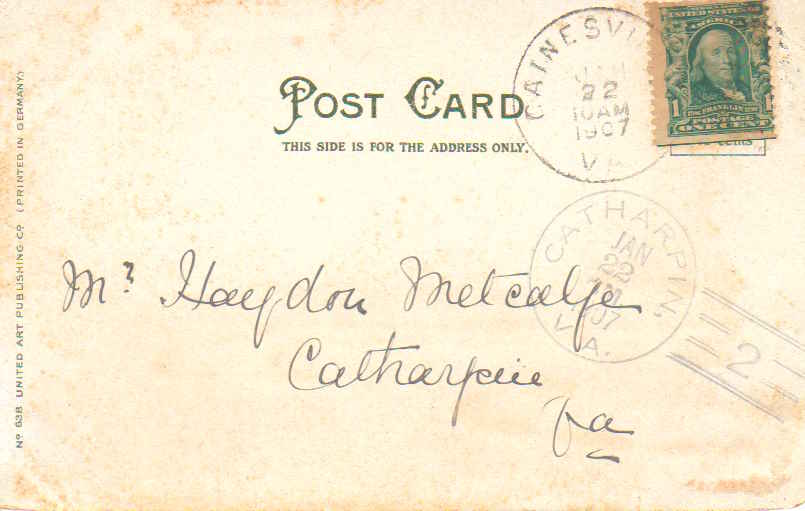 GAINESVI
JAN
22
10AM
1907
VA
UNITED STATES OF
AMERICA
1 FRANKLIN 1
POSTAGE
ONE CENT
cents
POST CARD
THIS SIDE IS FOR THE ADDRESS ONLY.
CATHARPIN,
JAN
22
1907
VA.
2
Mr. Haydon Metcalfe
Catharpin
Va
No 638 UNITED ART PUBLISHING Co (PRINTED IN GERMANY)